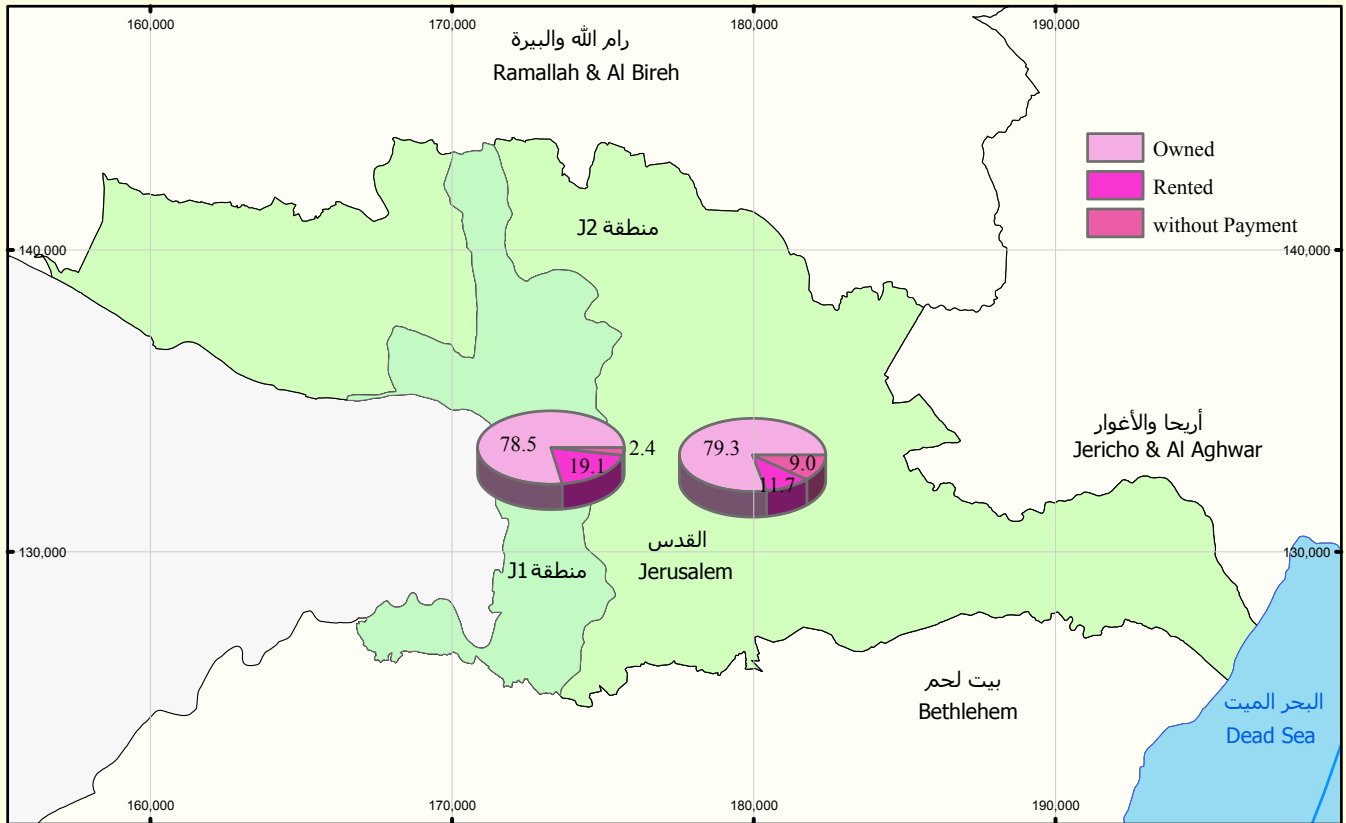 160,000
170,000
180,000
190,000
رام الله والبيرة
Ramallah & Al Bireh
Owned
Rented
without Payment
منطقة J2
140,000
140,000
أريحا والأغوار
Jericho & Al Aghwar
78.5
2.4
19.1
79.3
9.0
11.7
القدس
Jerusalem
130,000
130,000
منطقة J1
بيت لحم
Bethlehem
البحر الميت
Dead Sea
160,000
170,000
180,000
190,000